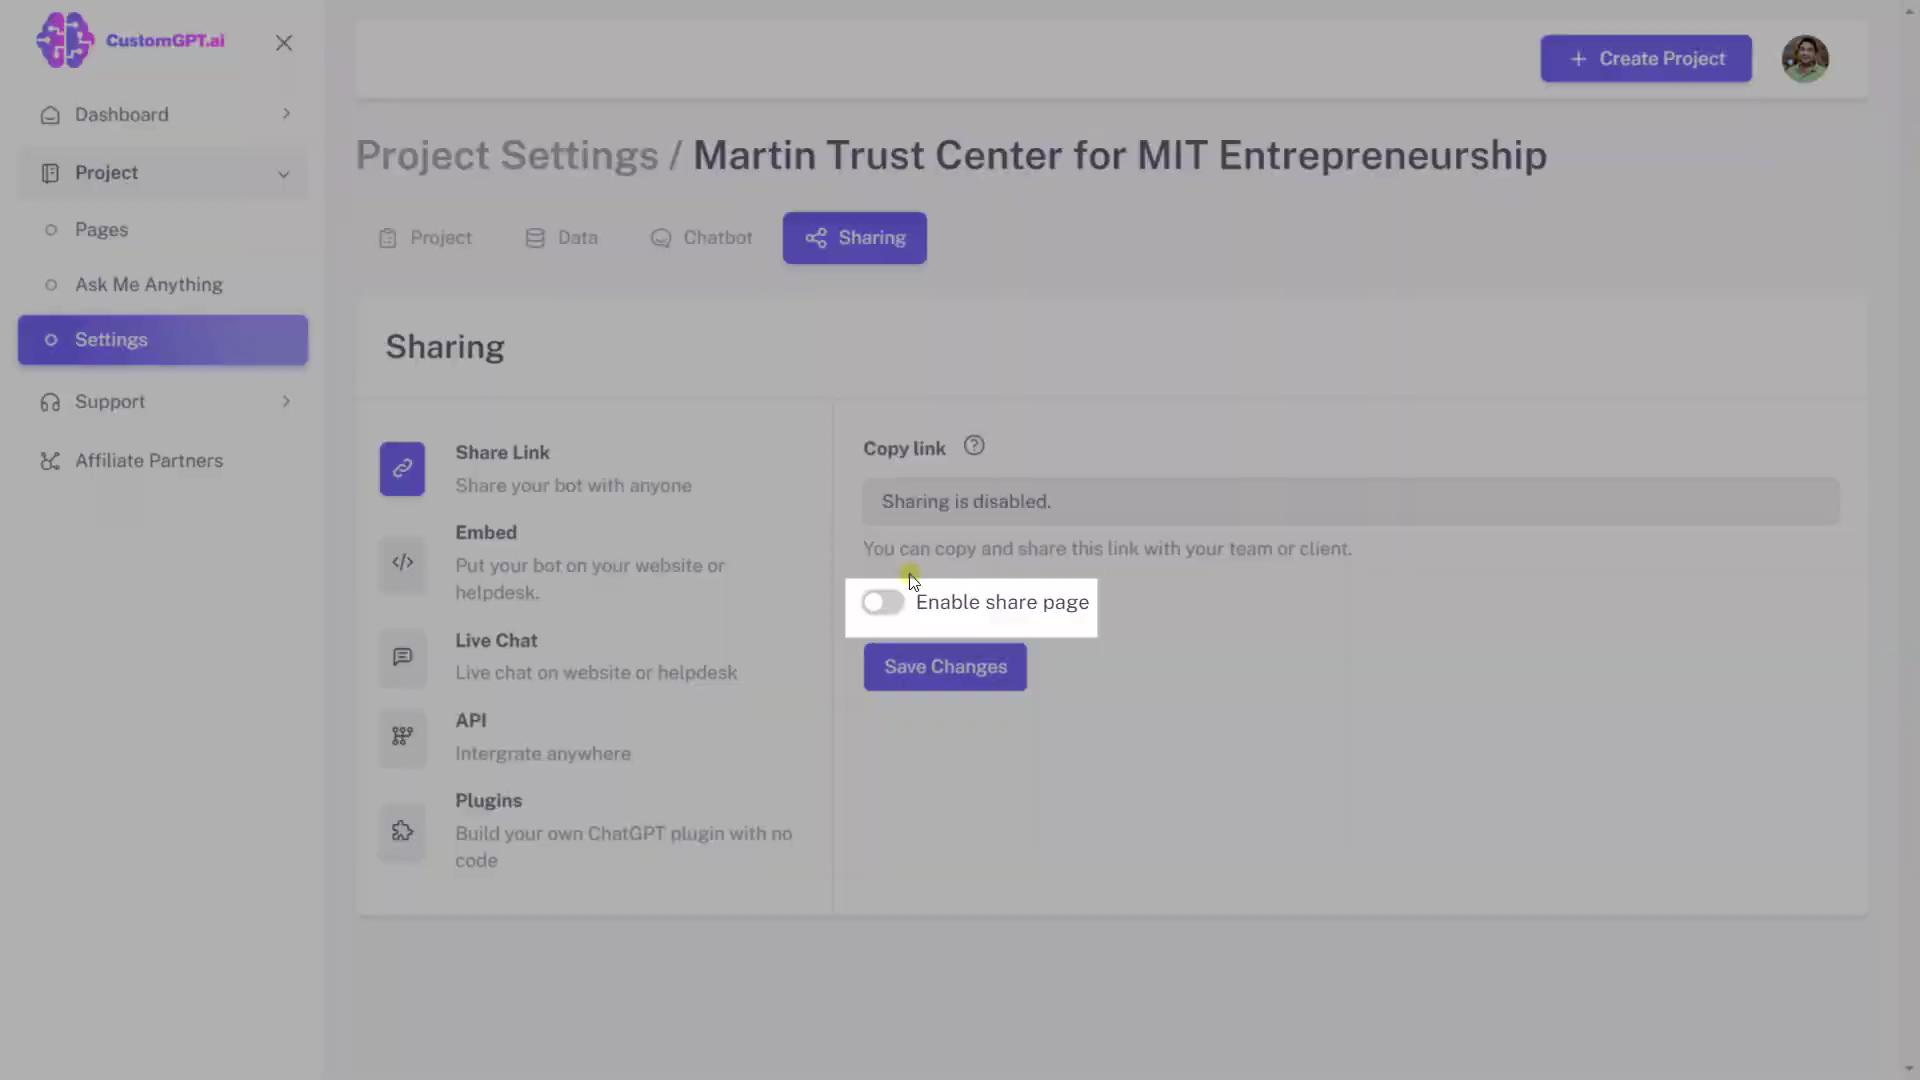 CustomGPT.ai
Dashboard
Project
Pages
Ask Me Anything
Settings
Support
Affiliate Partners
+ Create Project
Project Settings / Martin Trust Center for MIT Entrepreneurship
Project
Data
Chatbot
Sharing
Sharing
Share Link
Share your bot with anyone
Embed
Put your bot on your website or
helpdesk.
Live Chat
Live chat on website or helpdesk
API
Intergrate anywhere
Plugins
Build your own ChatGPT plugin with no
code
Copy link
Sharing is disabled.
You can copy and share this link with your team or client.
Enable share page
Save Changes